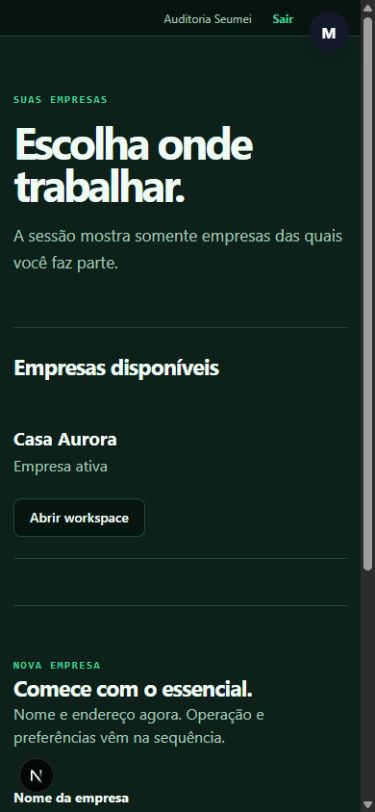 Auditoria Seumei Sair M
SUAS EMPRESAS
Escolha onde
trabalhar.
A sessão mostra somente empresas das quais
você faz parte.
Empresas disponíveis
Casa Aurora
Empresa ativa
Abrir workspace
NOVA EMPRESA
Comece com o essencial.
Nome e endereço agora. Operação e
preferências vêm na sequência.
N
Nome da empresa